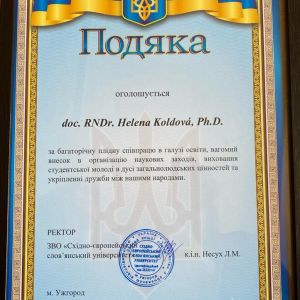 Подяка
оголошується
doc. RNDr. Helena Koldová, Ph.D.
за багаторічну плідну співпрацю в галузі освіти, вагомий
внесок в організацію наукових заходів, виховання
студентської молоді в дусі загальнолюдських цінностей та
укріпленні дружби між нашими народами.
РЕКТОР
ЗВО «Східно-європейський
слов'янський університет»
к.і.н. Несух Л.М.
м. Ужгород